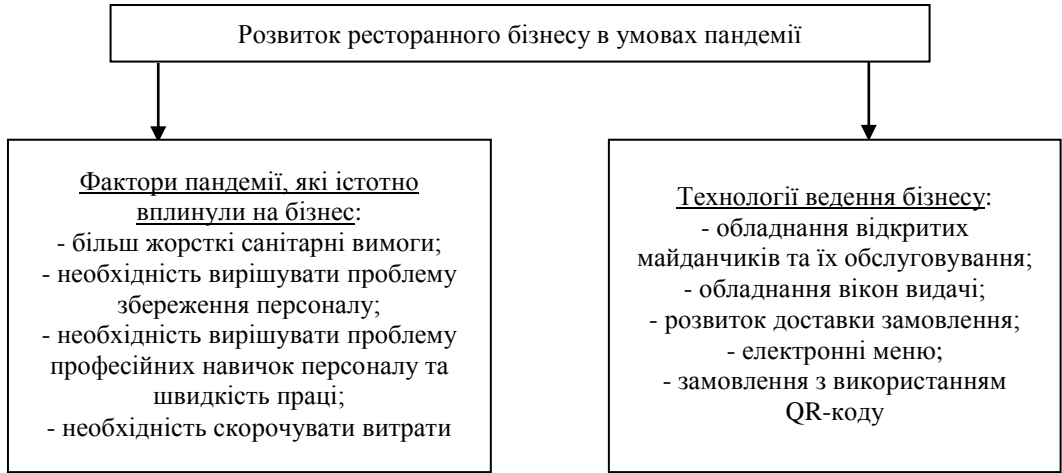 Розвиток ресторанного бізнесу в умовах пандемії
Фактори пандемії, які істотно
вплинули на бізнес:
- більш жорсткі санітарні вимоги;
- необхідність вирішувати проблему
збереження персоналу;
- необхідність вирішувати проблему
професійних навичок персоналу та
швидкість праці;
- необхідність скорочувати витрати
Технології ведення бізнесу:
- обладнання відкритих
майданчиків та їх обслуговування;
- обладнання вікон видачі;
- розвиток доставки замовлення;
- електронні меню;
- замовлення з використанням
QR-коду